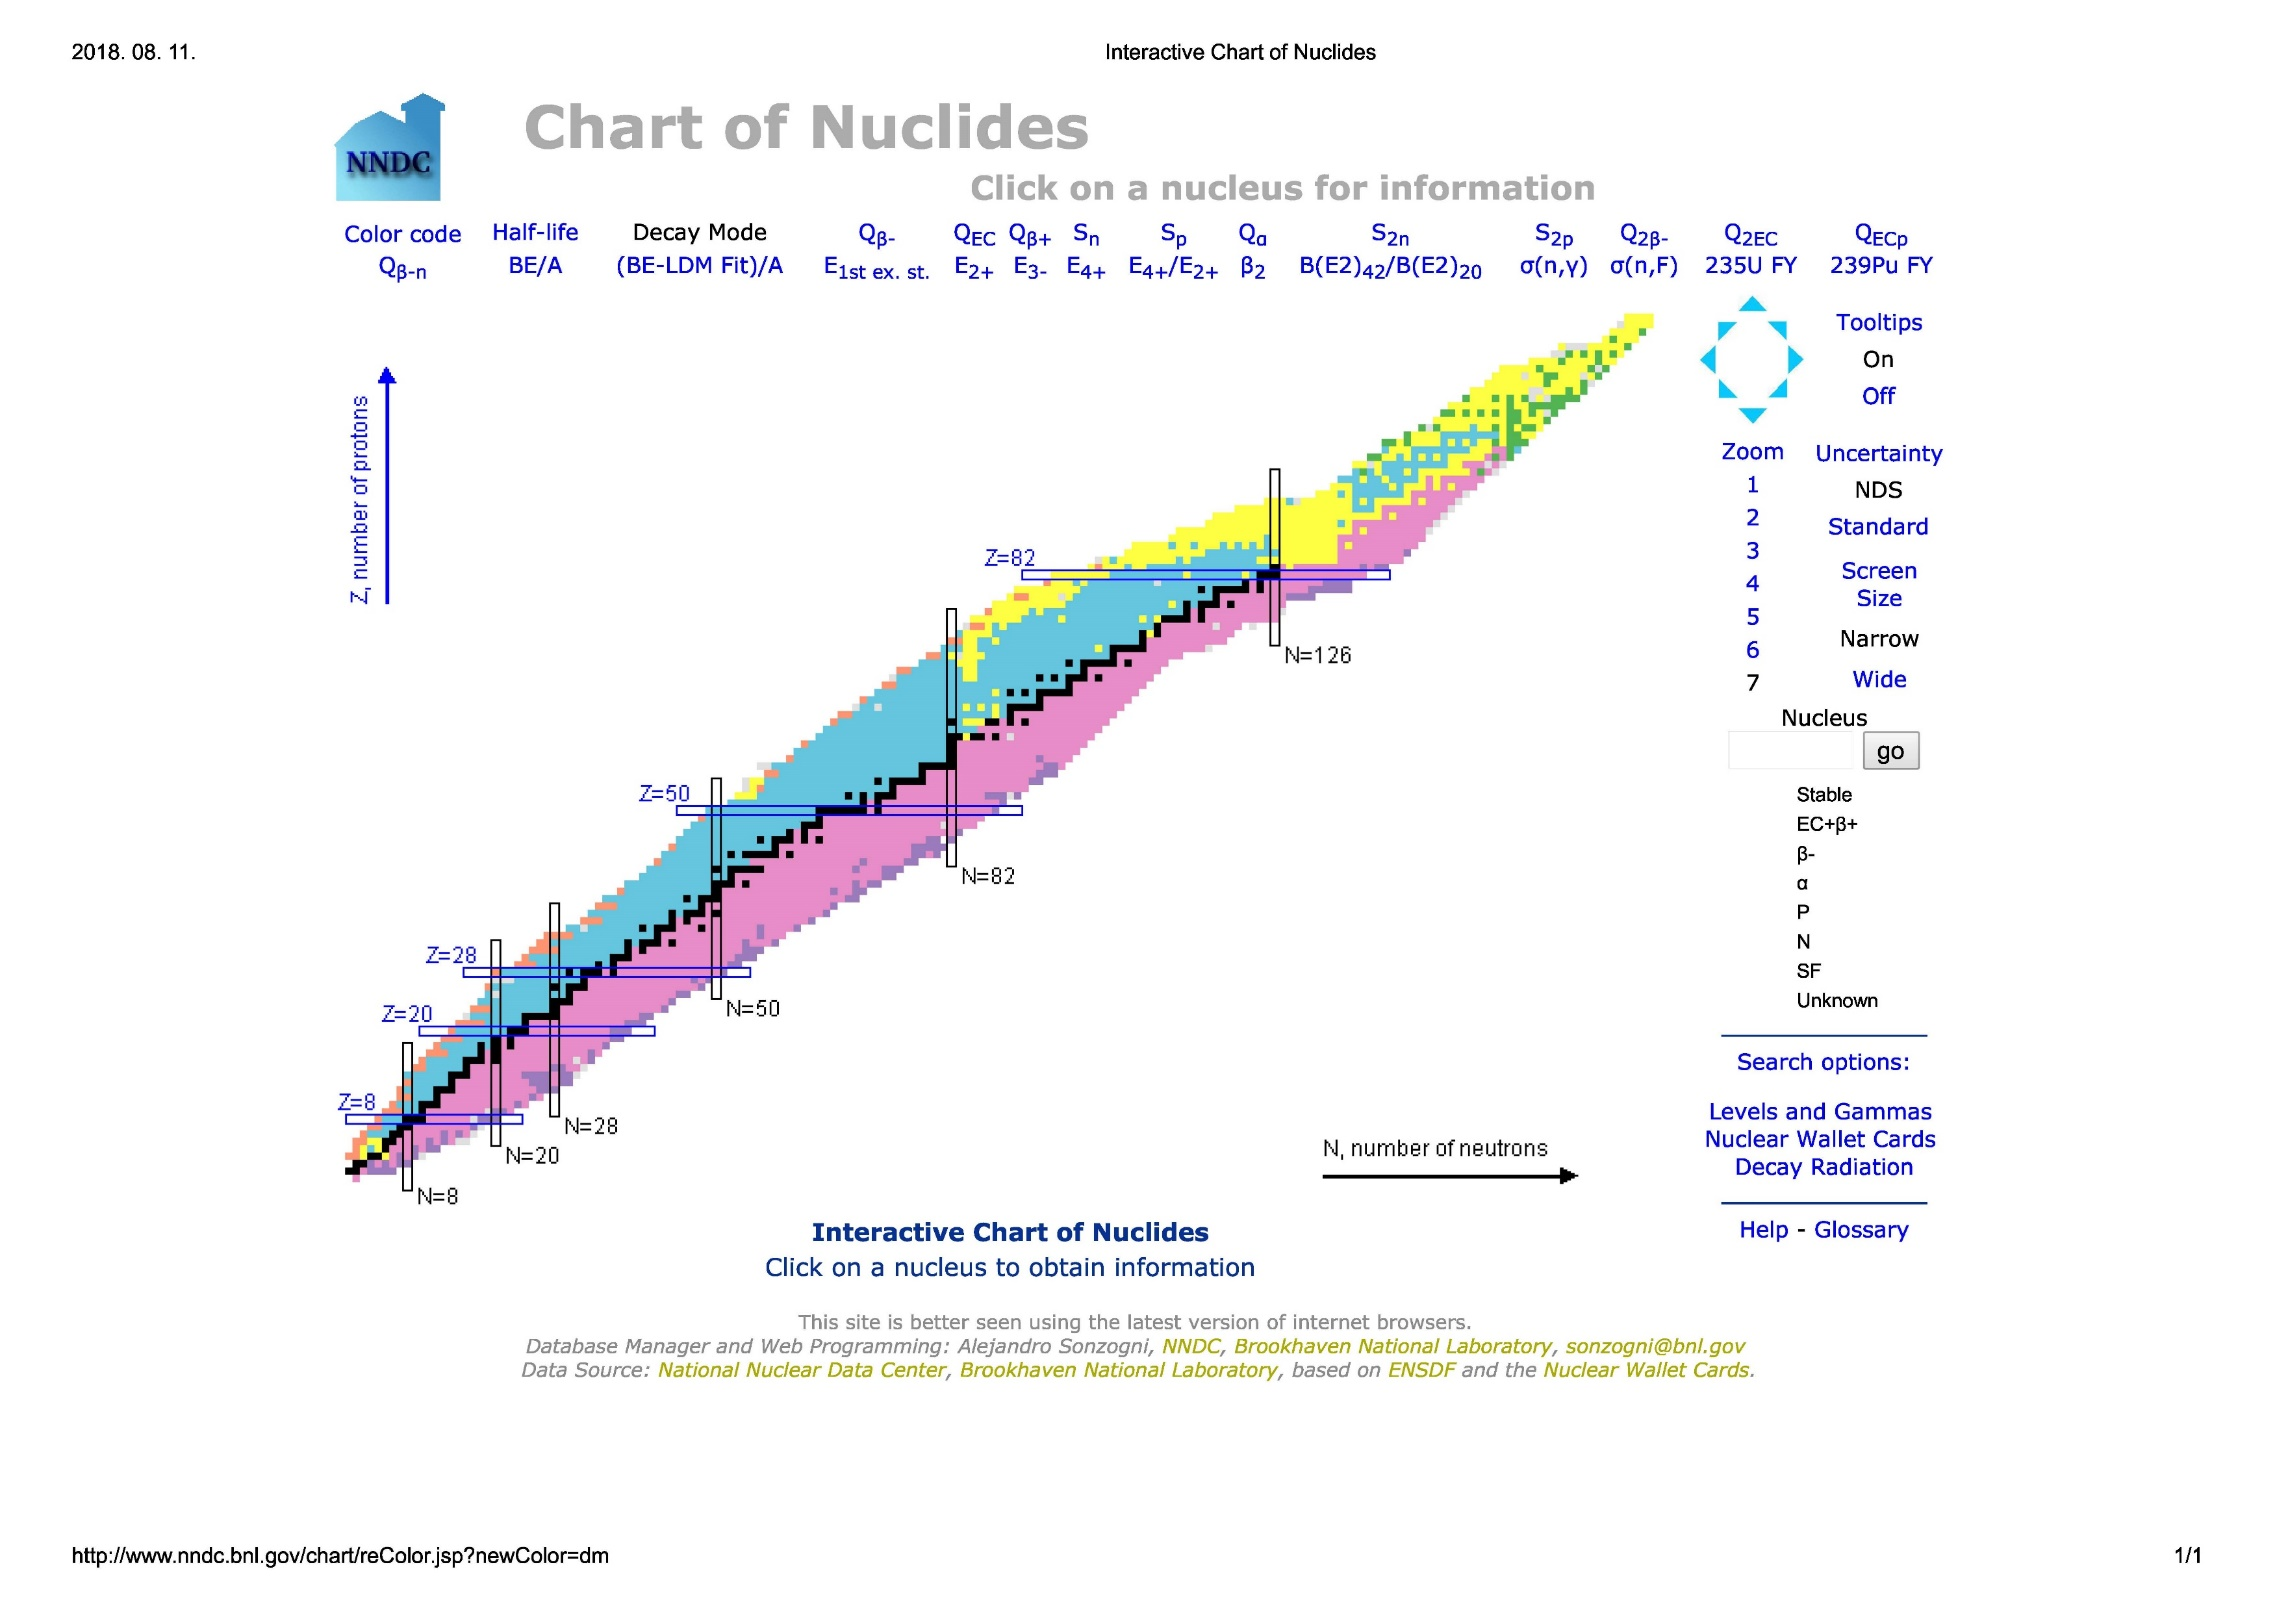 2018. 08. 11.
Interactive Chart of Nuclides
NNDC
Chart of Nuclides
Click on a nucleus for information
Color code Half-life Decay Mode Qβ- QEC Qβ+ Sn Sp Qα S2n S2p Q2β- Q2EC QECp
Qβ-n BE/A (BE-LDM Fit)/A E1st ex. st. E2+ E3- E4+ E4+/E2+ β2 B(E2)42/B(E2)20 σ(n,γ) σ(n,F) 235U FY 239Pu FY
Z, number of protons
Z=82
N=126
Z=50
N=82
Z=28
N=50
Z=20
N=28
Z=8
N=20
N=8
N, number of neutrons
Tooltips
On
Off
Zoom
1
2
3
4
5
6
7
Uncertainty
NDS
Standard
Screen
Size
Narrow
Wide
Nucleus
go
Stable
EC+β+
β-
α
P
N
SF
Unknown
Search options:
Levels and Gammas
Nuclear Wallet Cards
Decay Radiation
Help - Glossary
Interactive Chart of Nuclides
Click on a nucleus to obtain information
This site is better seen using the latest version of internet browsers.
Database Manager and Web Programming: Alejandro Sonzogni, NNDC, Brookhaven National Laboratory, sonzogni@bnl.gov
Data Source: National Nuclear Data Center, Brookhaven National Laboratory, based on ENSDF and the Nuclear Wallet Cards.
http://www.nndc.bnl.gov/chart/reColor.jsp?newColor=dm
1/1